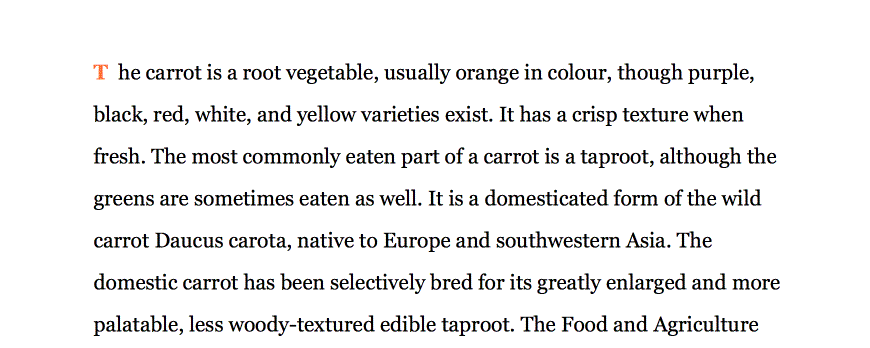 The carrot is a root vegetable, usually orange in colour, though purple,
black, red, white, and yellow varieties exist. It has a crisp texture when
fresh. The most commonly eaten part of a carrot is a taproot, although the
greens are sometimes eaten as well. It is a domesticated form of the wild
carrot Daucus carota, native to Europe and southwestern Asia. The
domestic carrot has been selectively bred for its greatly enlarged and more
palatable, less woody-textured edible taproot. The Food and Agriculture